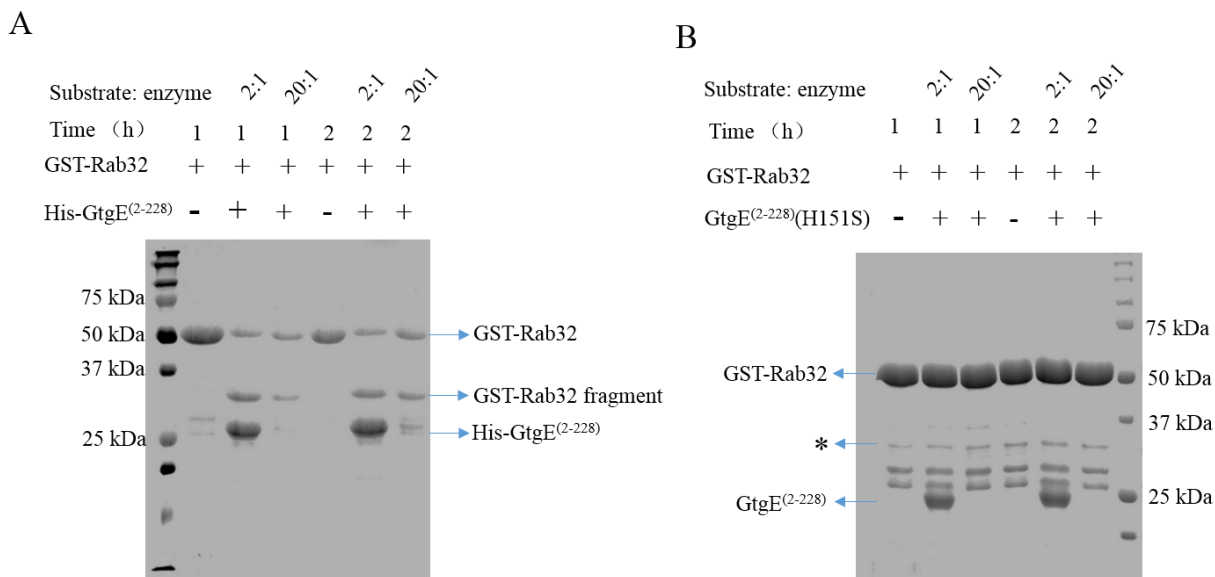 A
Substrate: enzyme 2:1 20:1 2:1 20:1
Time （h） 1 1 1 2 2 2
GST-Rab32 + + + + + +
His-GtgE(2-228) - + + - + +
75 kDa
50 kDa
37 kDa
25 kDa
GST-Rab32
GST-Rab32 fragment
His-GtgE(2-228)
B
Substrate: enzyme 2:1 20:1 2:1 20:1
Time （h） 1 1 1 2 2 2
GST-Rab32 + + + + + +
GtgE(2-228)(H151S) - + + - + +
GST-Rab32
*
GtgE(2-228)
75 kDa
50 kDa
37 kDa
25 kDa